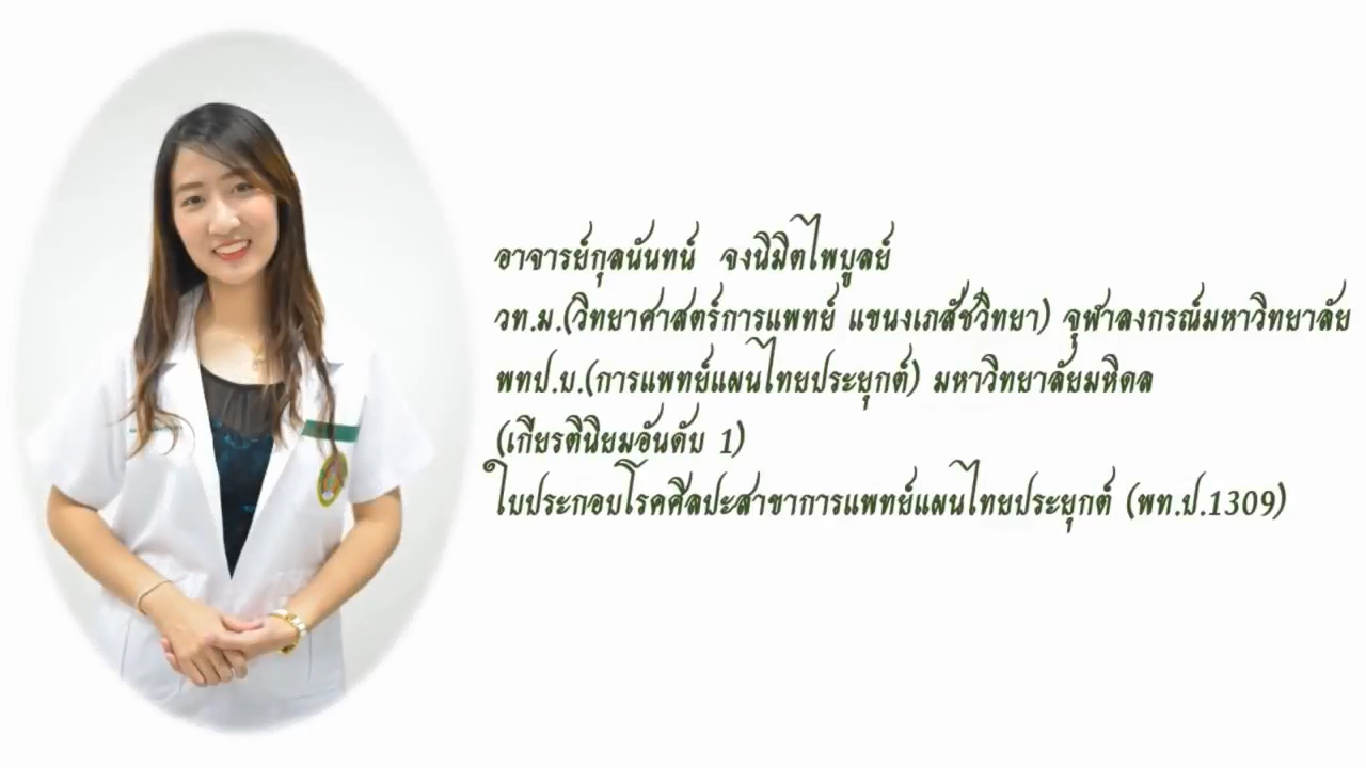 อาจารย์กุลนันทน์ จงนิมิตไพบูลย์
วท.ม.(วิทยาศาสตร์การแพทย์ แขนงเภสัชวิทยา) จุฬาลงกรณ์มหาวิทยาลัย
พทป.บ.(การแพทย์แผนไทยประยุกต์) มหาวิทยาลัยมหิดล
(เกียรตินิยมอันดับ 1)
ใบประกอบโรคศิลปะสาขาการแพทย์แผนไทยประยุกต์ (พท.ป.1309)